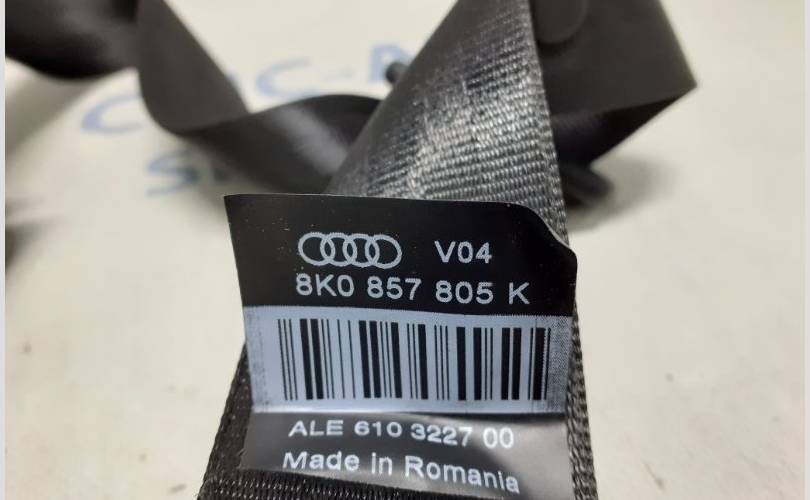 V04
8K0 857 805 K
ALE 610 3227 00
Made in Romania